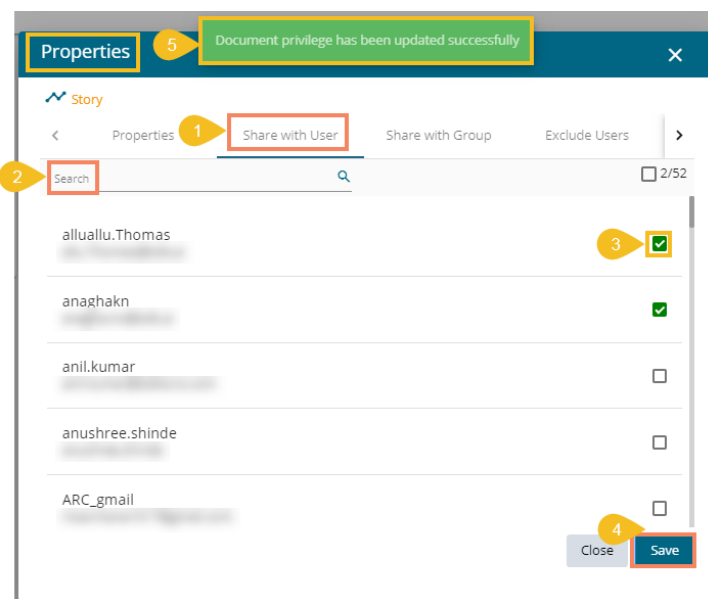 Document privilege has been updated successfully
Properties
5
Story
Properties
1
Share with User
Share with Group
Exclude Users
2
Search
2/52
alluallu.Thomas
3
anaghakn
anil.kumar
anushree.shinde
ARC_gmail
4
Close
Save